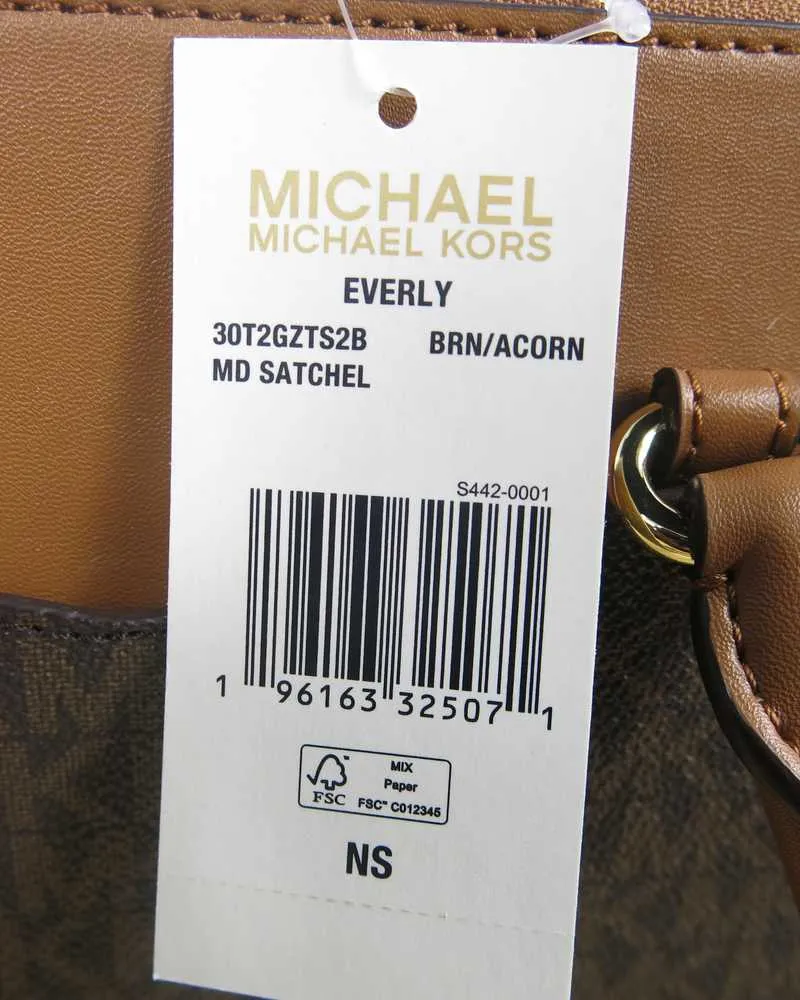 MICHAEL
MICHAEL KORS
EVERLY
30T2GZTS2B BRN/ACORN
MD SATCHEL
S442-0001
1 96163 32507 1
MIX
Paper
FSC™ C012345
FSC
NS